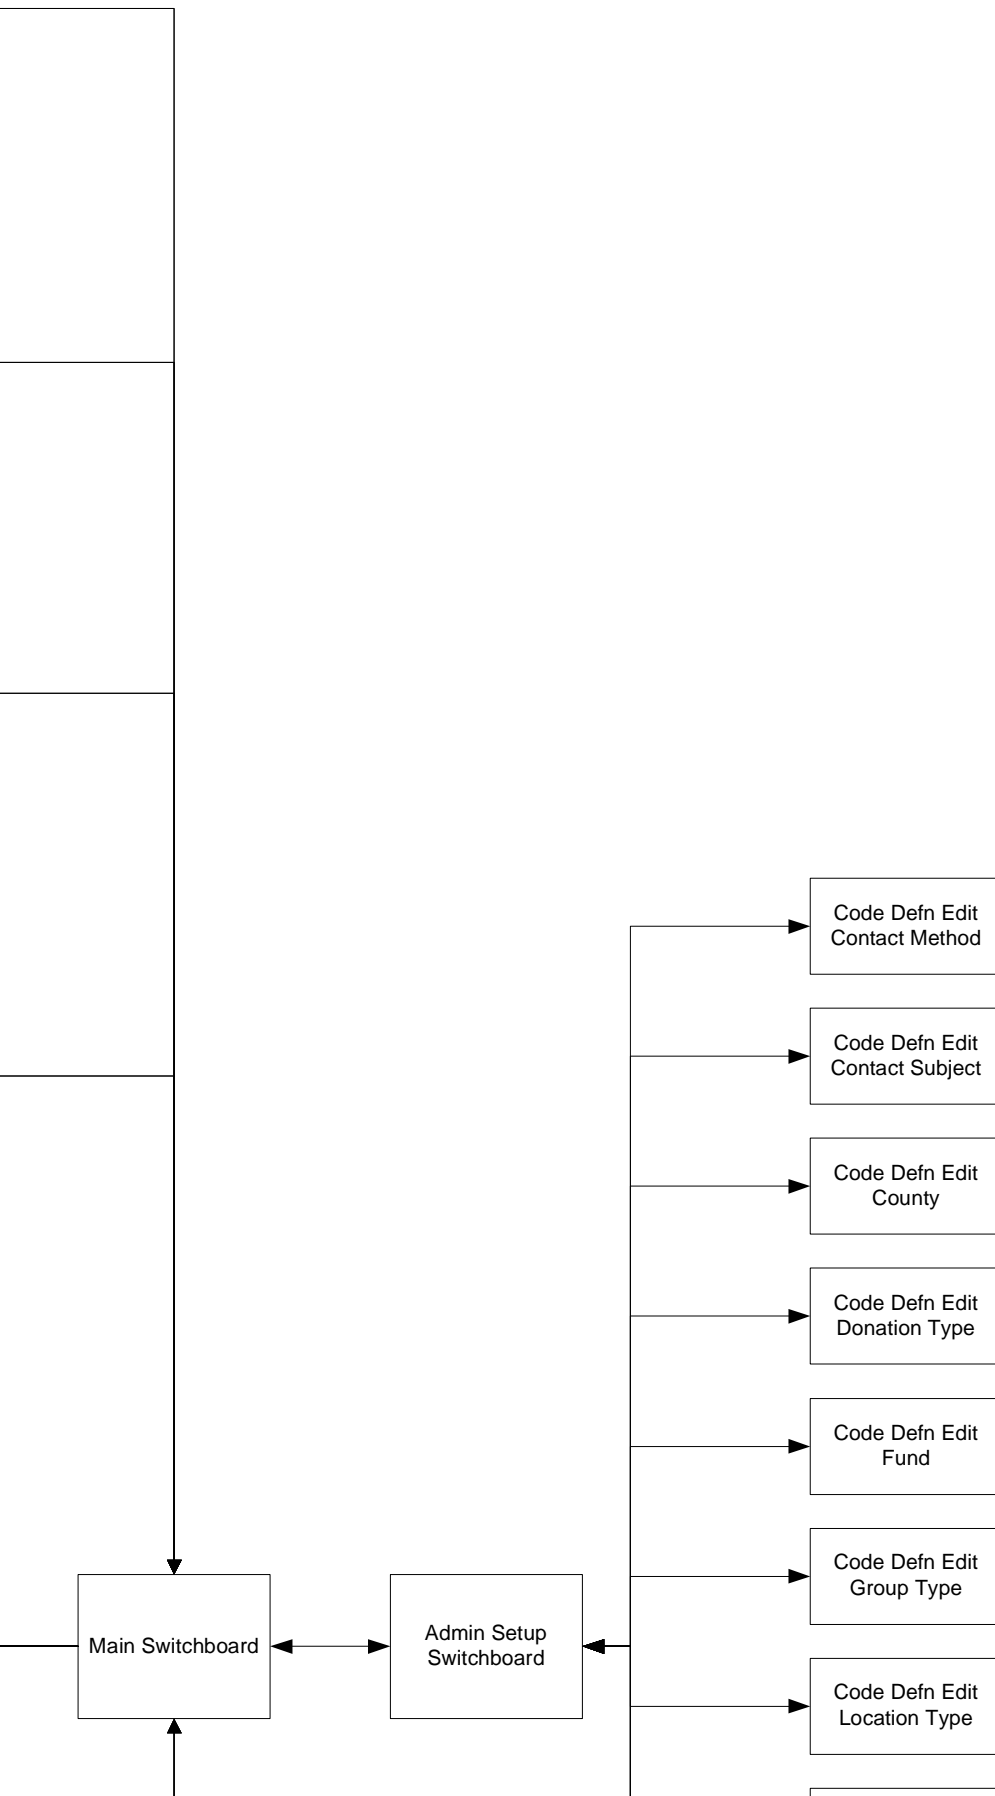 Code Defn Edit
Contact Method
Code Defn Edit
Contact Subject
Code Defn Edit
County
Code Defn Edit
Donation Type
Code Defn Edit
Fund
Code Defn Edit
Group Type
Main Switchboard
Admin Setup
Switchboard
Code Defn Edit
Location Type